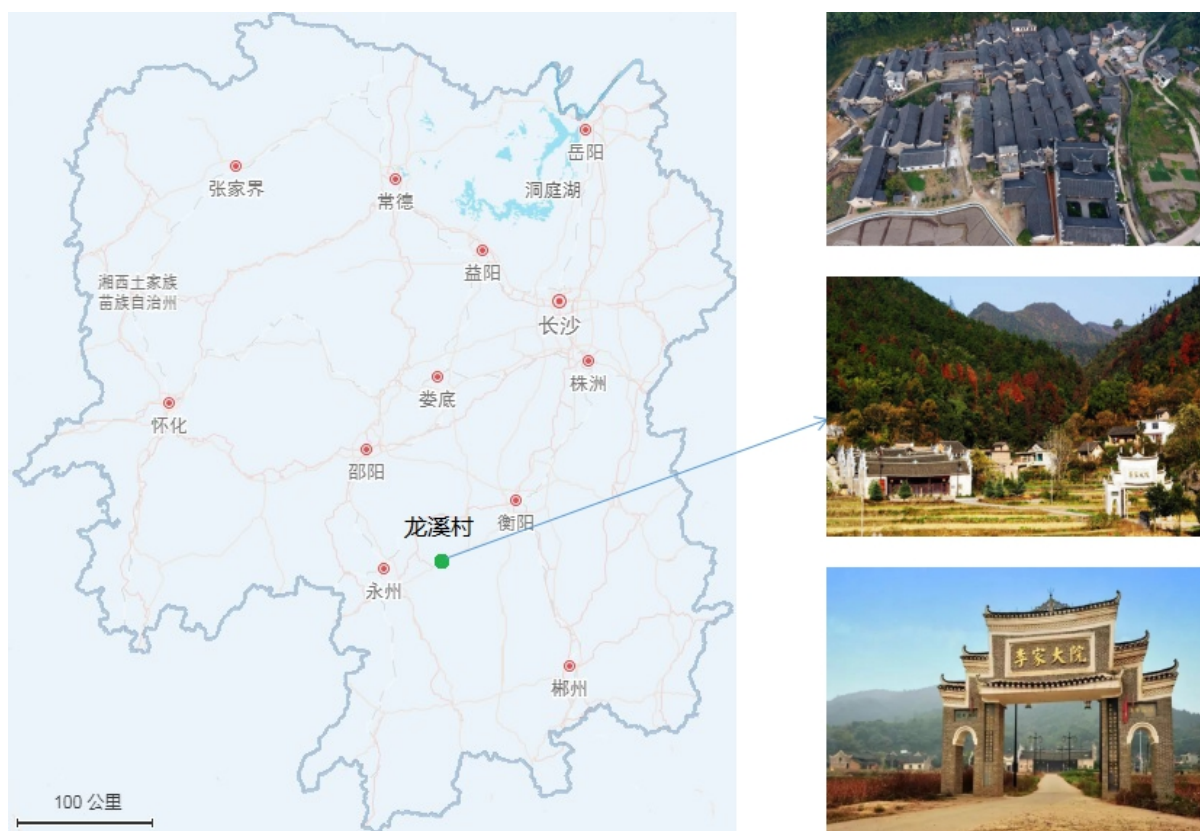 岳阳
张家界
常德
洞庭湖
益阳
湘西土家族
苗族自治州
长沙
株洲
娄底
怀化
邵阳
龙溪村
衡阳
永州
郴州
100 公里
李家大院